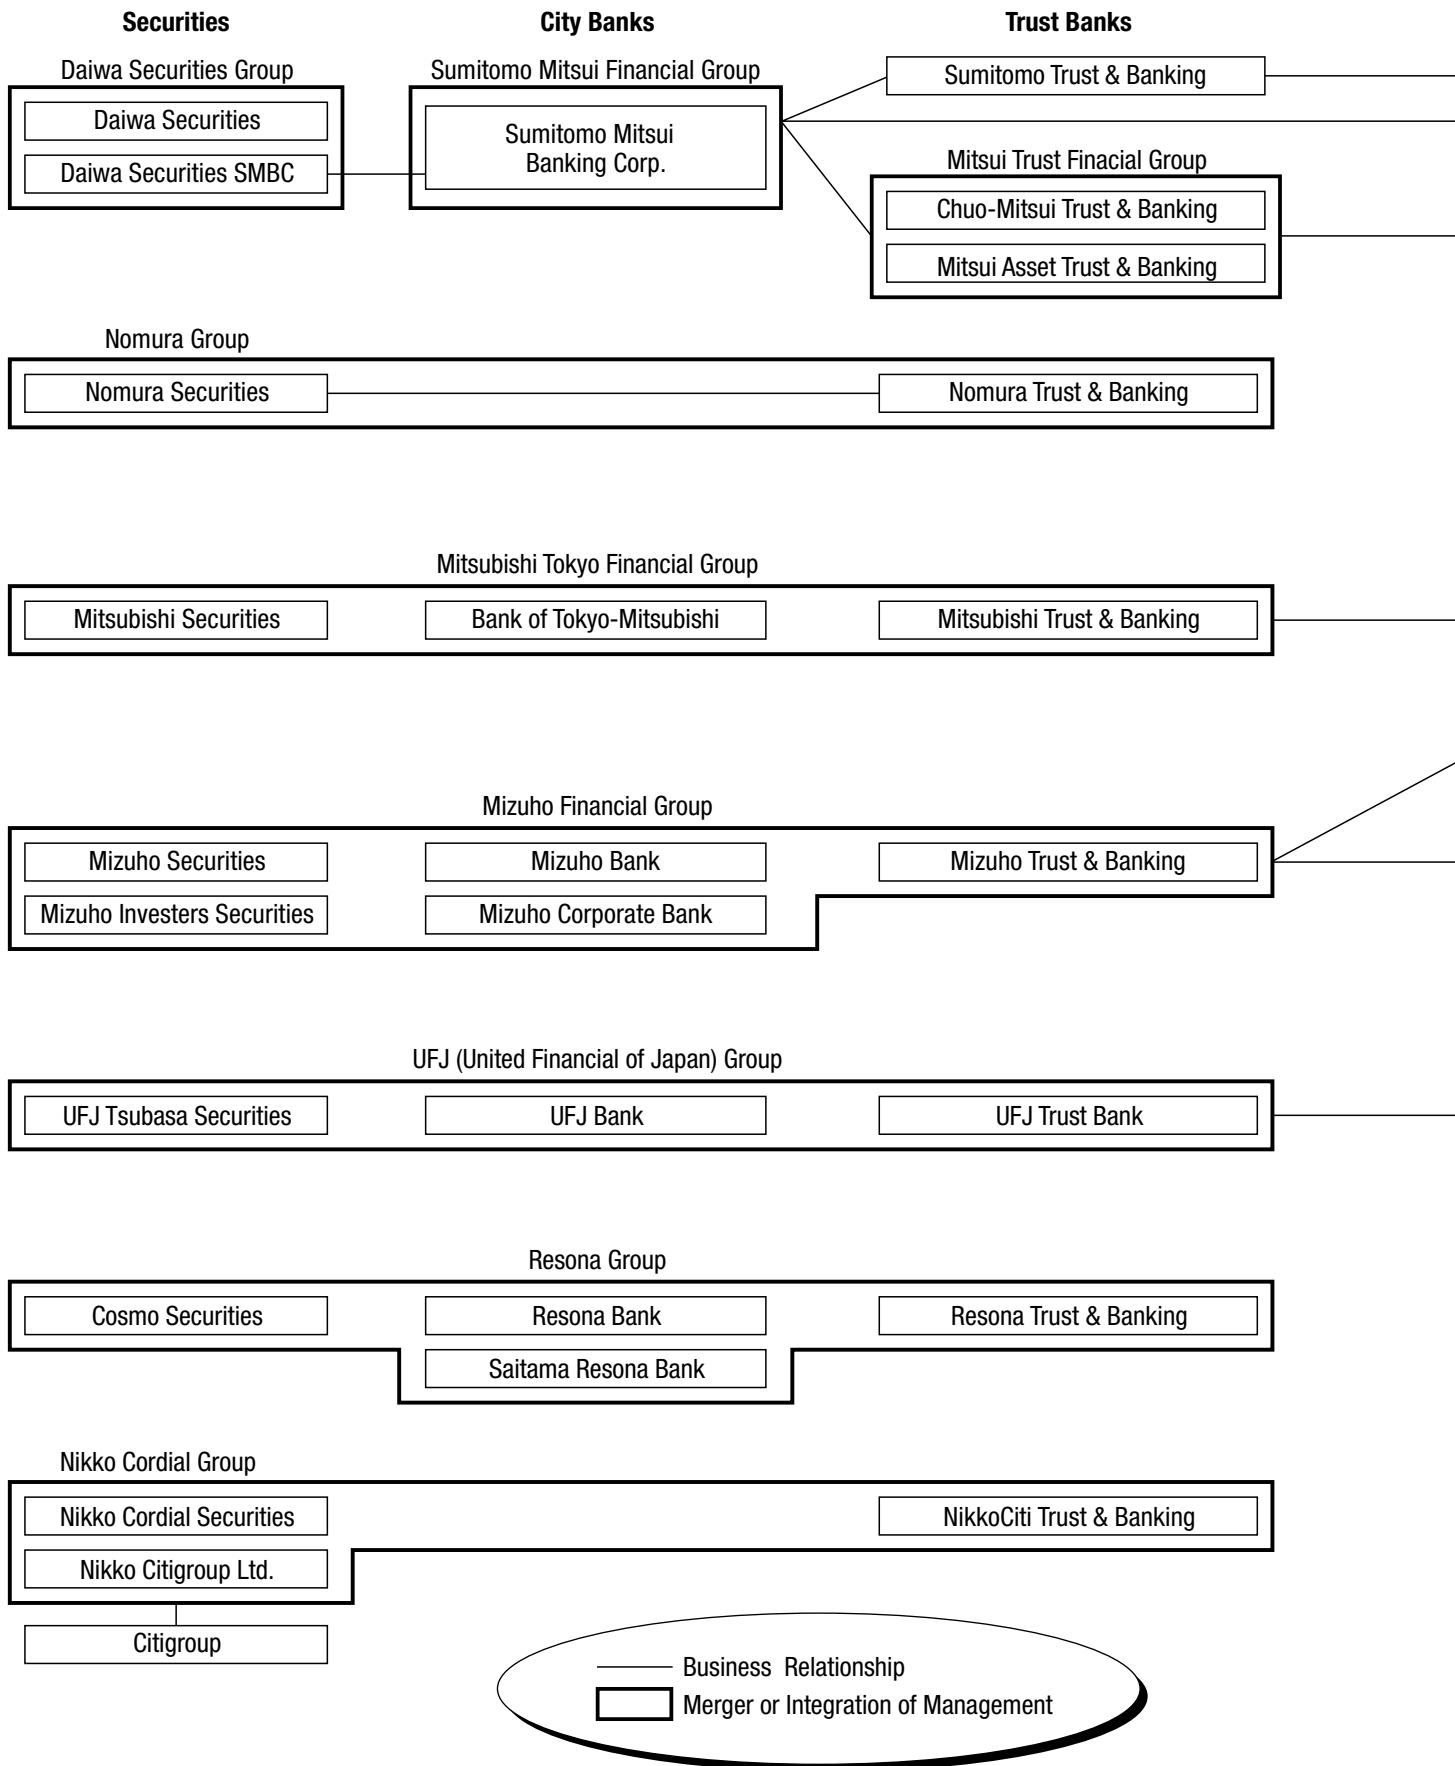 Securities
City Banks
Trust Banks
Daiwa Securities Group
Sumitomo Mitsui Financial Group
Sumitomo Trust & Banking
Daiwa Securities
Sumitomo Mitsui
Banking Corp.
Daiwa Securities SMBC
Mitsui Trust Finacial Group
Chuo-Mitsui Trust & Banking
Mitsui Asset Trust & Banking
Nomura Group
Nomura Securities
Nomura Trust & Banking
Mitsubishi Tokyo Financial Group
Mitsubishi Securities
Bank of Tokyo-Mitsubishi
Mitsubishi Trust & Banking
Mizuho Financial Group
Mizuho Securities
Mizuho Bank
Mizuho Trust & Banking
Mizuho Investers Securities
Mizuho Corporate Bank
UFJ (United Financial of Japan) Group
UFJ Tsubasa Securities
UFJ Bank
UFJ Trust Bank
Resona Group
Cosmo Securities
Resona Bank
Resona Trust & Banking
Saitama Resona Bank
Nikko Cordial Group
Nikko Cordial Securities
NikkoCiti Trust & Banking
Nikko Citigroup Ltd.
Citigroup
Business Relationship
Merger or Integration of Management